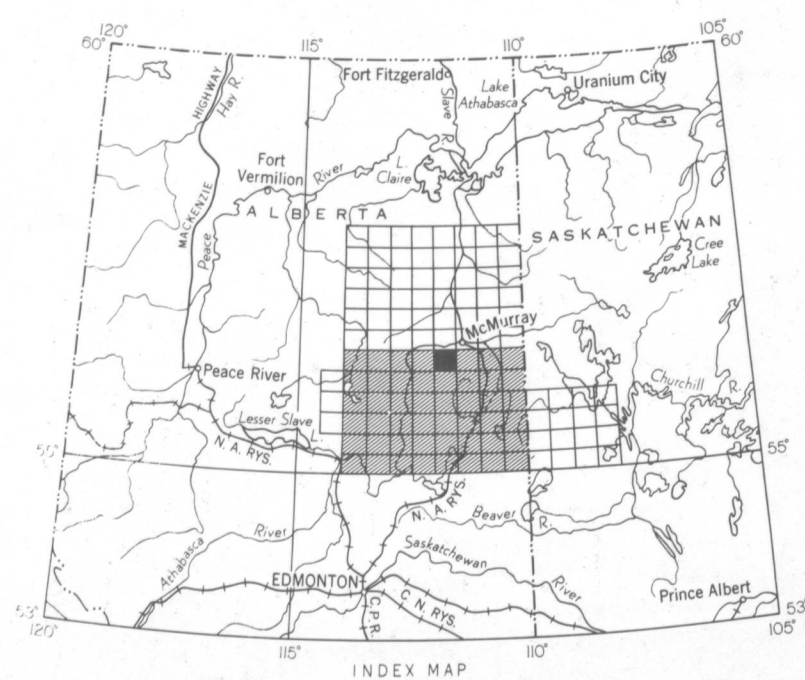 120°
115°
110°
105°
60°
60°
Fort Fitzgerald
Uranium City
Lake
Athabasca
HIGHWAY
Hay R.
Slave R.
Fort
Vermilion
River
L.
Claire
MACKENZIE
Peace
ALBERTA
SASKATCHEWAN
Cree
Lake
McMurray
Peace River
Churchill
R.
Lesser Slave
L.
N. A. RYS.
55°
55°
N. A. RYS.
Beaver
R.
River
Athabasca
Saskatchewan
River
EDMONTON
C. N. RYS.
C.P.R.
Prince Albert
53°
53°
120°
115°
110°
105°
INDEX MAP